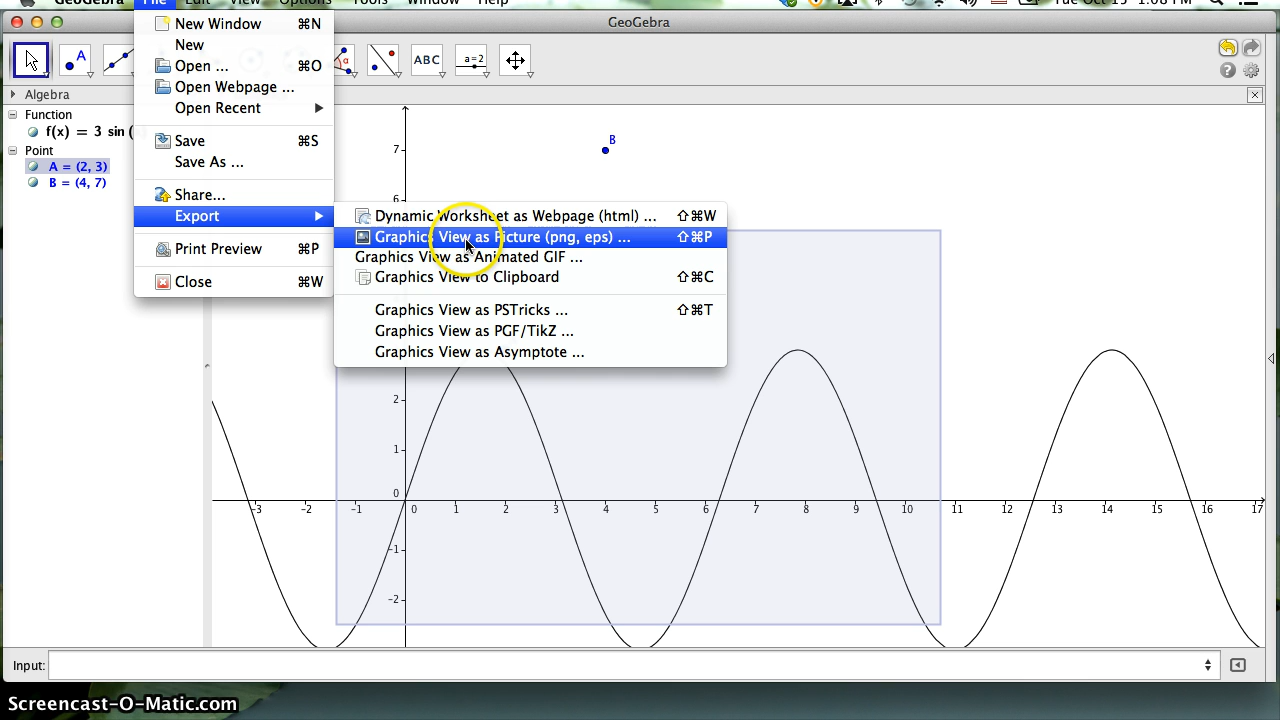 File Edit View Options Tools Window Help Tue Oct 15 1:08 PM
GeoGebra
New Window ⌘N
New
Open ... ⌘O
Open Webpage ...
Open Recent ▶
Save ⌘S
Save As ...
Share...
Export ▶
Print Preview ⌘P
Close ⌘W
A
ABC
a=2
Algebra
Function
f(x) = 3 sin (
Point
A = (2, 3)
B = (4, 7)
Dynamic Worksheet as Webpage (html) ... ⇧⌘W
Graphics View as Picture (png, eps) ... ⇧⌘P
Graphics View as Animated GIF ...
Graphics View to Clipboard ⇧⌘C
Graphics View as PSTricks ... ⇧⌘T
Graphics View as PGF/TikZ ...
Graphics View as Asymptote ...
B
7
6
2
1
0
-3 -2 -1 0 1 2 3 4 5 6 7 8 9 10 11 12 13 14 15 16 17
-1
-2
Input:
Screencast-O-Matic.com